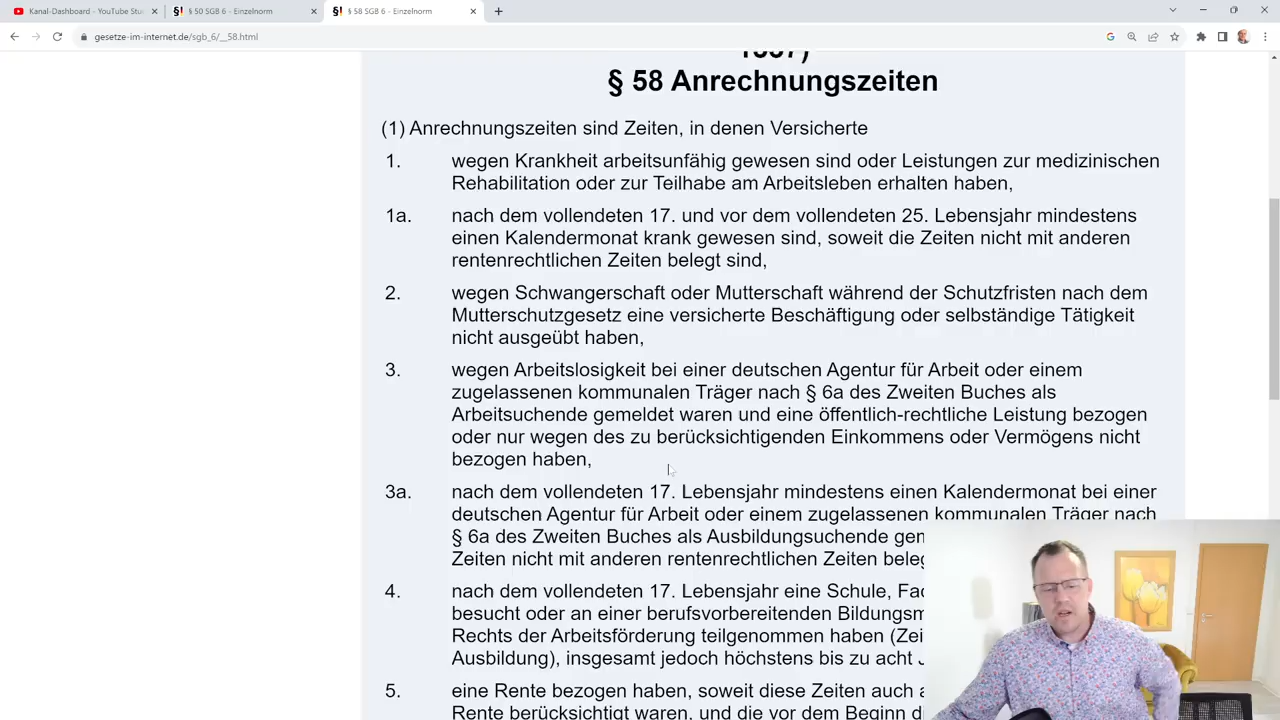 Kanal-Dashboard - YouTube Stu
§ 50 SGB 6 - Einzelnorm
§ 58 SGB 6 - Einzelnorm
gesetze-im-internet.de/sgb_6/__58.html
§ 58 Anrechnungszeiten
(1) Anrechnungszeiten sind Zeiten, in denen Versicherte
1. wegen Krankheit arbeitsunfähig gewesen sind oder Leistungen zur medizinischen
Rehabilitation oder zur Teilhabe am Arbeitsleben erhalten haben,
1a. nach dem vollendeten 17. und vor dem vollendeten 25. Lebensjahr mindestens
einen Kalendermonat krank gewesen sind, soweit die Zeiten nicht mit anderen
rentenrechtlichen Zeiten belegt sind,
2. wegen Schwangerschaft oder Mutterschaft während der Schutzfristen nach dem
Mutterschutzgesetz eine versicherte Beschäftigung oder selbständige Tätigkeit
nicht ausgeübt haben,
3. wegen Arbeitslosigkeit bei einer deutschen Agentur für Arbeit oder einem
zugelassenen kommunalen Träger nach § 6a des Zweiten Buches als
Arbeitsuchende gemeldet waren und eine öffentlich-rechtliche Leistung bezogen
oder nur wegen des zu berücksichtigenden Einkommens oder Vermögens nicht
bezogen haben,
3a. nach dem vollendeten 17. Lebensjahr mindestens einen Kalendermonat bei einer
deutschen Agentur für Arbeit oder einem zugelassenen kommunalen Träger nach
§ 6a des Zweiten Buches als Ausbildungsuchende ge
Zeiten nicht mit anderen rentenrechtlichen Zeiten bele
4. nach dem vollendeten 17. Lebensjahr eine Schule, Fa
besucht oder an einer berufsvorbereitenden Bildungsm
Rechts der Arbeitsförderung teilgenommen haben (Zei
Ausbildung), insgesamt jedoch höchstens bis zu acht
5. eine Rente bezogen haben, soweit diese Zeiten auch a
Rente berücksichtigt waren, und die vor dem Beginn d